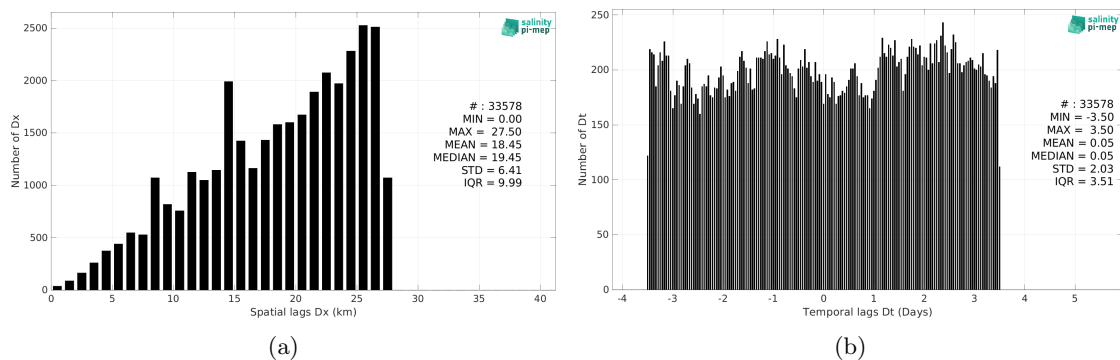 2500
2000
1500
1000
500
0
Number of Dx
0 5 10 15 20 25 30 35 40
Spatial lags Dx (km)
salinity
pi-mep
# : 33578
MIN = 0.00
MAX = 27.50
MEAN = 18.45
MEDIAN = 19.45
STD = 6.41
IQR = 9.99
(a)
250
200
150
100
50
0
Number of Dt
-4 -3 -2 -1 0 1 2 3 4 5
Temporal lags Dt (Days)
salinity
pi-mep
# : 33578
MIN = -3.50
MAX = 3.50
MEAN = 0.05
MEDIAN = 0.05
STD = 2.03
IQR = 3.51
(b)